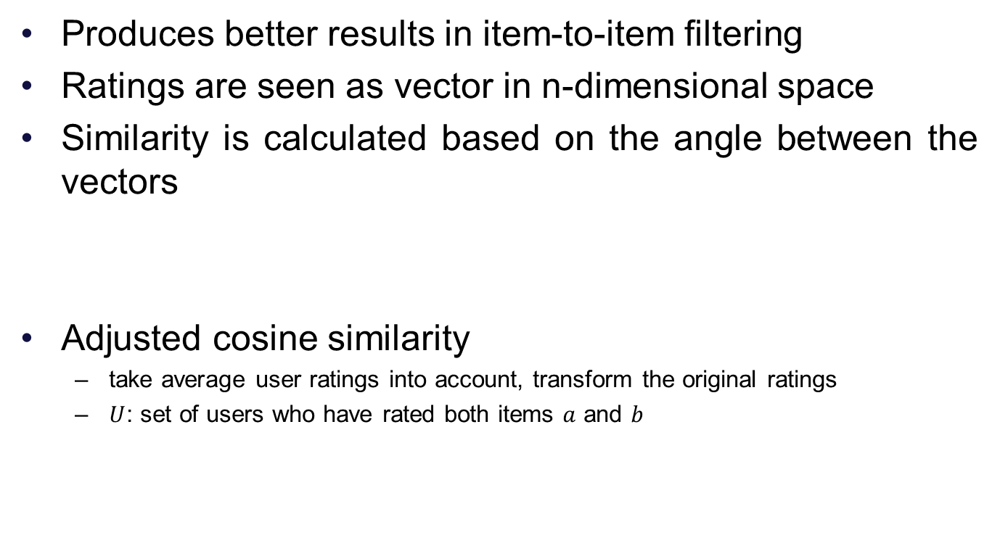 • Produces better results in item-to-item filtering
• Ratings are seen as vector in n-dimensional space
• Similarity is calculated based on the angle between the
vectors
• Adjusted cosine similarity
– take average user ratings into account, transform the original ratings
– 𝑈: set of users who have rated both items 𝑎 and 𝑏